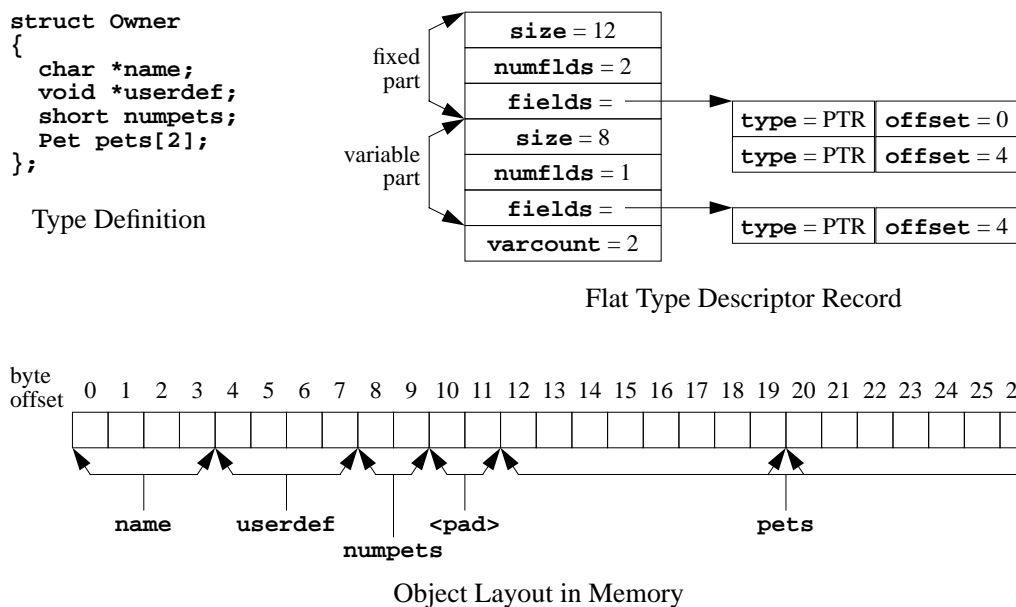 struct Owner
{
char *name;
void *userdef;
short numpets;
Pet pets[2];
};
Type Definition
fixed
part
variable
part
size = 12
numflds = 2
fields =
size = 8
numflds = 1
fields =
varcount = 2
type = PTR offset = 0
type = PTR offset = 4
type = PTR offset = 4
Flat Type Descriptor Record
byte
offset
0 1 2 3 4 5 6 7 8 9 10 11 12 13 14 15 16 17 18 19 20 21 22 23 24 25
name userdef <pad> pets
numpets
Object Layout in Memory